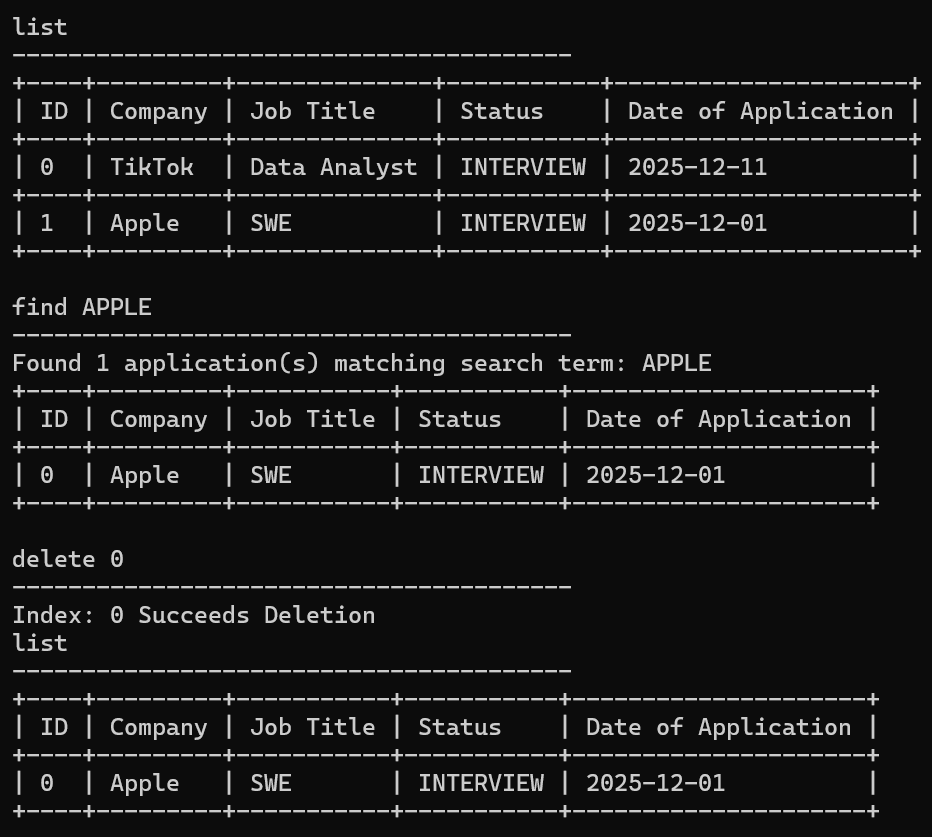 list
----------------------------------------
+----+---------+--------------+-----------+---------------------+
| ID | Company | Job Title    | Status    | Date of Application |
+----+---------+--------------+-----------+---------------------+
| 0  | TikTok  | Data Analyst | INTERVIEW | 2025-12-11          |
+----+---------+--------------+-----------+---------------------+
| 1  | Apple   | SWE          | INTERVIEW | 2025-12-01          |
+----+---------+--------------+-----------+---------------------+

find APPLE
----------------------------------------
Found 1 application(s) matching search term: APPLE
+----+---------+-----------+-----------+---------------------+
| ID | Company | Job Title | Status    | Date of Application |
+----+---------+-----------+-----------+---------------------+
| 0  | Apple   | SWE       | INTERVIEW | 2025-12-01          |
+----+---------+-----------+-----------+---------------------+

delete 0
----------------------------------------
Index: 0 Succeeds Deletion
list
----------------------------------------
+----+---------+-----------+-----------+---------------------+
| ID | Company | Job Title | Status    | Date of Application |
+----+---------+-----------+-----------+---------------------+
| 0  | Apple   | SWE       | INTERVIEW | 2025-12-01          |
+----+---------+-----------+-----------+---------------------+